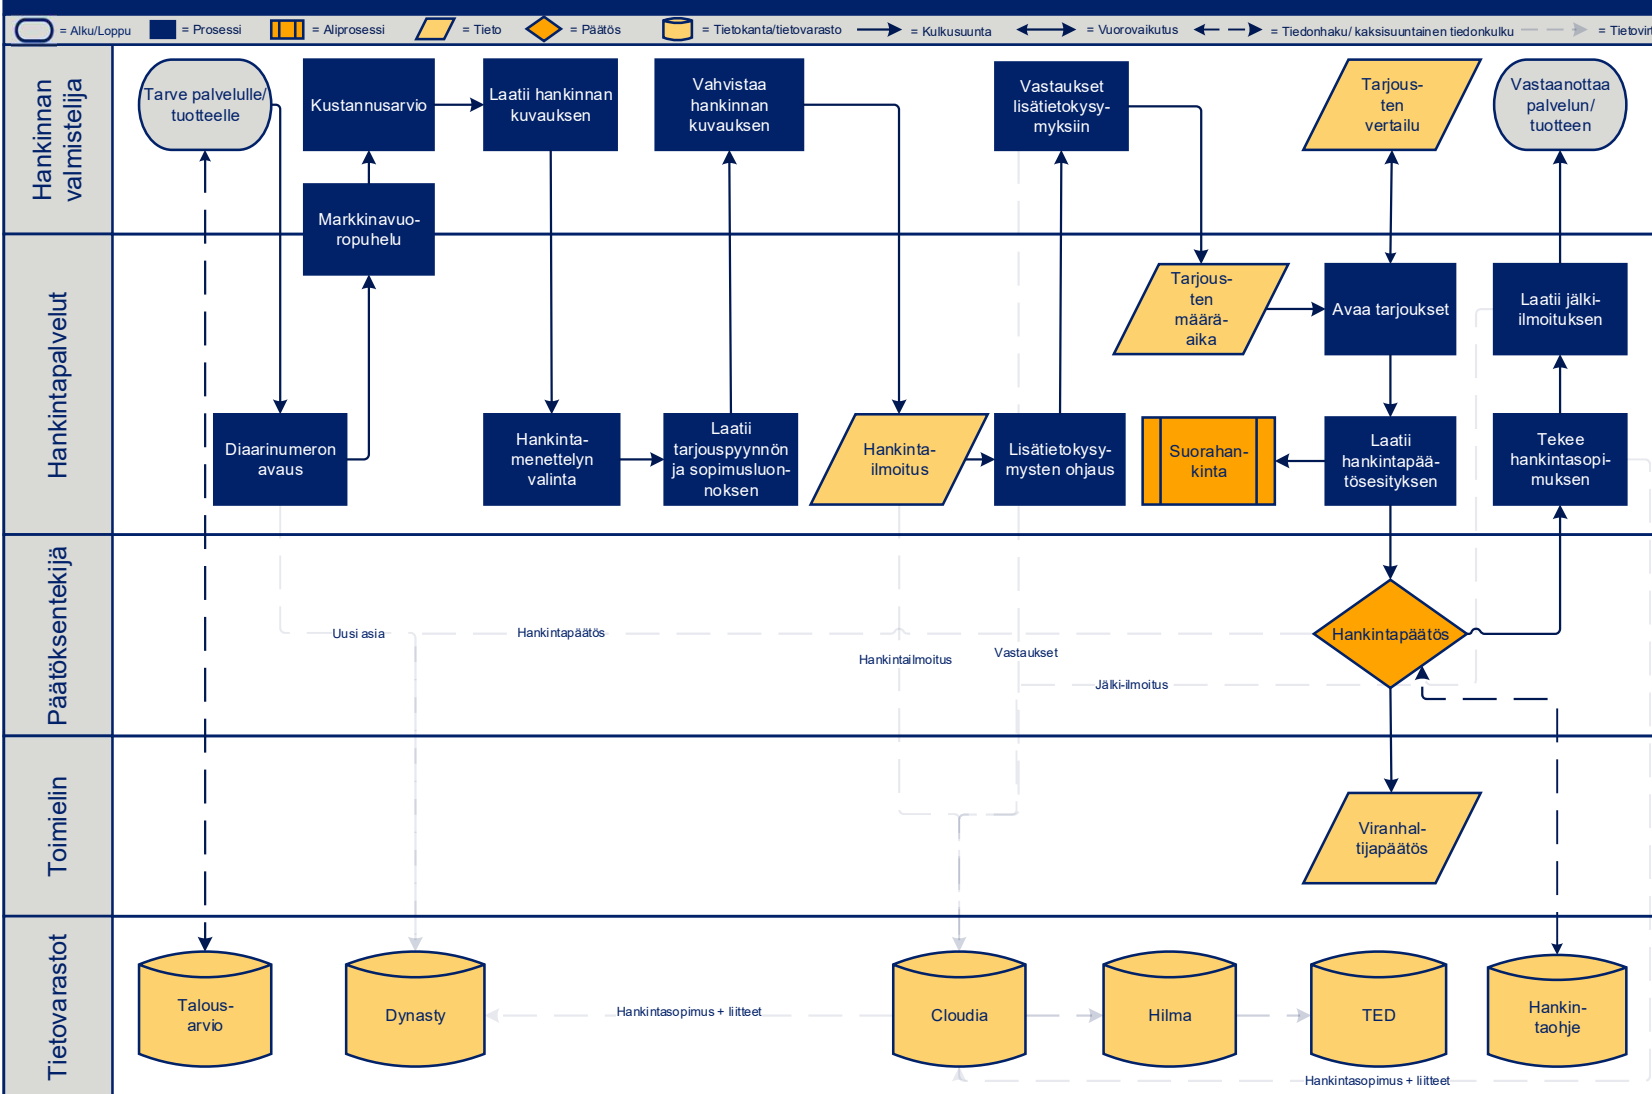 = Alku/Loppu
= Prosessi
= Aliprosessi
= Tieto
= Päätös
= Tietokanta/tietovarasto
= Kulkusuunta
= Vuorovaikutus
= Tiedonhaku/ kaksisuuntainen tiedonkulku
Hankinnan
valmistelija
Tarve palvelulle/
tuotteelle
Kustannusarvio
Laatii hankinnan
kuvauksen
Vahvistaa
hankinnan
kuvauksen
Vastaukset
lisätietokysy-
myksiin
Tarjous-
ten
vertailu
Vastaanottaa
palvelun/
tuotteen
Markkinavuo-
ropuhelu
Hankintapalvelut
Tarjous-
ten
määrä-
aika
Avaa tarjoukset
Laatii jälki-
ilmoituksen
Diaarinumeron
avaus
Hankinta-
menettelyn
valinta
Laatii
tarjouspyynnön
ja sopimusluon-
noksen
Hankinta-
ilmoitus
Lisätietokysy-
mysten ohjaus
Suorahan-
kinta
Laatii
hankintapää-
tösesityksen
Tekee
hankintasopi-
muksen
Päätöksentekijä
Uusi asia
Hankintapäätös
Hankintailmoitus
Vastaukset
Jälki-ilmoitus
Hankintapäätös
Toimielin
Viranhal-
tijapäätös
Tietovarastot
Talous-
arvio
Dynasty
Hankintasopimus + liitteet
Cloudia
Hilma
TED
Hankin-
taohje
Hankintasopimus + liitteet